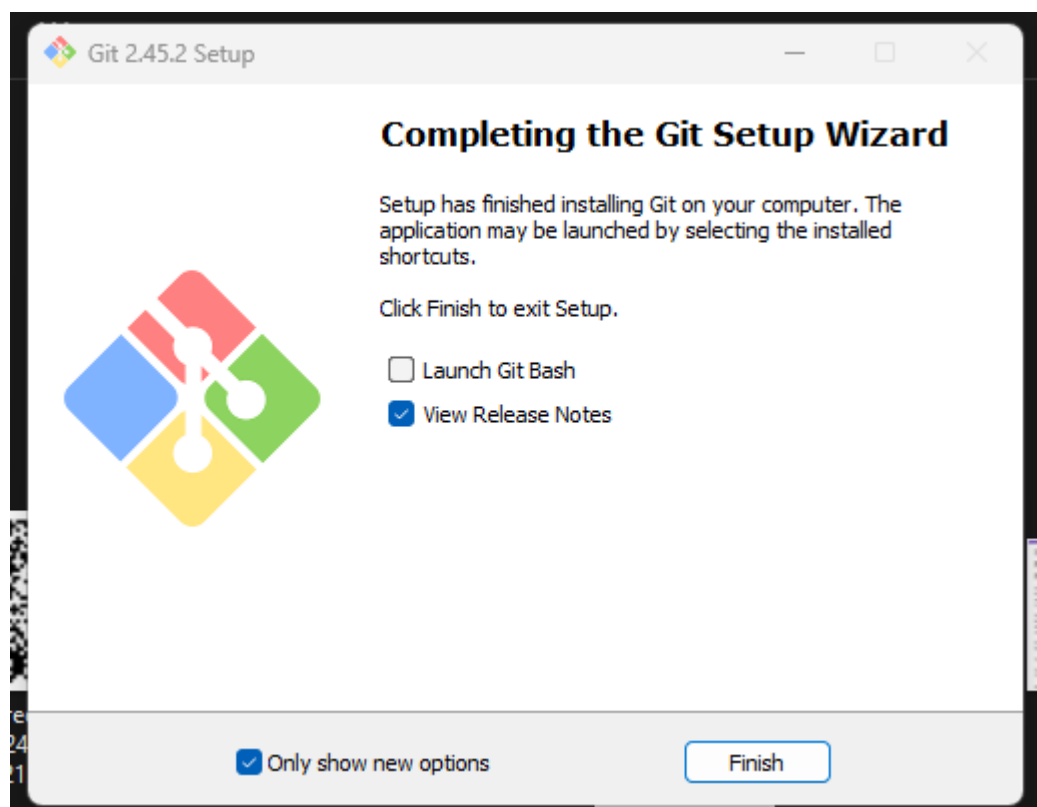 Git 2.45.2 Setup
Completing the Git Setup Wizard
Setup has finished installing Git on your computer. The
application may be launched by selecting the installed
shortcuts.
Click Finish to exit Setup.
Launch Git Bash
View Release Notes
Only show new options
Finish